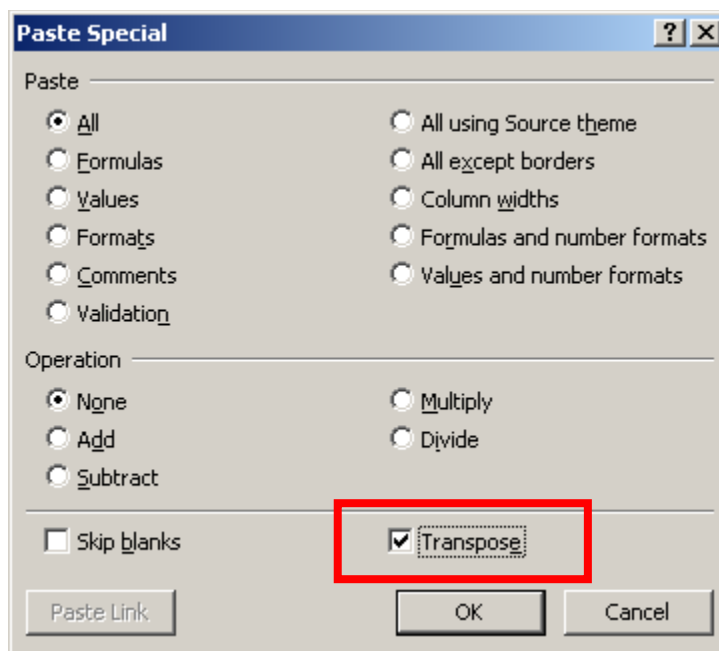 Paste Special
Paste
All
All using Source theme
Formulas
All except borders
Values
Column widths
Formats
Formulas and number formats
Comments
Values and number formats
Validation
Operation
None
Multiply
Add
Divide
Subtract
Skip blanks
Transpose
Paste Link
OK
Cancel